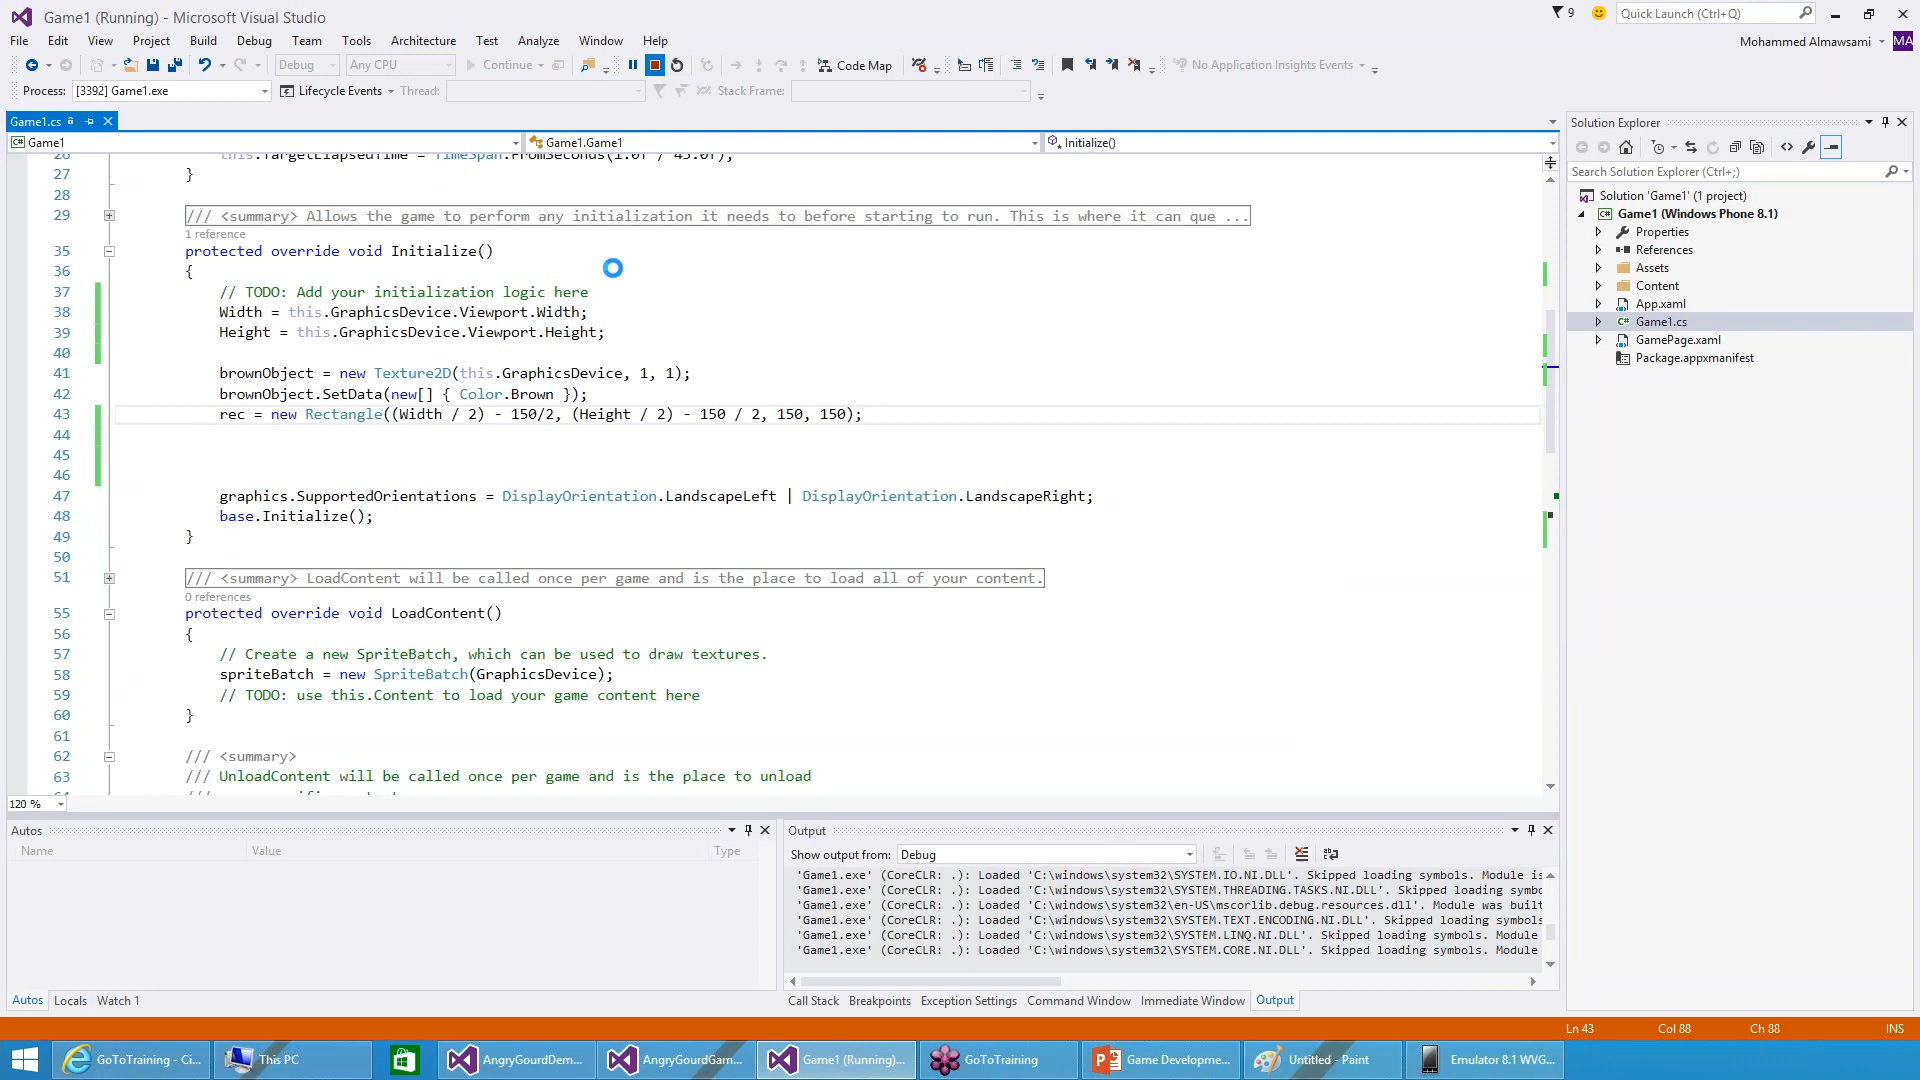 Game1 (Running) - Microsoft Visual Studio
9
Quick Launch (Ctrl+Q)
File Edit View Project Build Debug Team Tools Architecture Test Analyze Window Help
Mohammed Almawsami MA
Debug Any CPU Continue Code Map No Application Insights Events
Process: [3392] Game1.exe Lifecycle Events Thread: Stack Frame:
Game1.cs
Game1 Game1.Game1 Initialize()
26 this.TargetElapsedTime = TimeSpan.FromSeconds(1.0f / 45.0f);
27 }
28
29 /// <summary> Allows the game to perform any initialization it needs to before starting to run. This is where it can que ...
1 reference
35 protected override void Initialize()
36 {
37 // TODO: Add your initialization logic here
38 Width = this.GraphicsDevice.Viewport.Width;
39 Height = this.GraphicsDevice.Viewport.Height;
40
41 brownObject = new Texture2D(this.GraphicsDevice, 1, 1);
42 brownObject.SetData(new[] { Color.Brown });
43 rec = new Rectangle((Width / 2) - 150/2, (Height / 2) - 150 / 2, 150, 150);
44
45
46
47 graphics.SupportedOrientations = DisplayOrientation.LandscapeLeft | DisplayOrientation.LandscapeRight;
48 base.Initialize();
49 }
50
51 /// <summary> LoadContent will be called once per game and is the place to load all of your content.
0 references
55 protected override void LoadContent()
56 {
57 // Create a new SpriteBatch, which can be used to draw textures.
58 spriteBatch = new SpriteBatch(GraphicsDevice);
59 // TODO: use this.Content to load your game content here
60 }
61
62 /// <summary>
63 /// UnloadContent will be called once per game and is the place to unload
120 %
Solution Explorer
Search Solution Explorer (Ctrl+;)
Solution 'Game1' (1 project)
Game1 (Windows Phone 8.1)
Properties
References
Assets
Content
App.xaml
Game1.cs
GamePage.xaml
Package.appxmanifest
Autos
Name Value Type
Autos Locals Watch 1
Output
Show output from: Debug
'Game1.exe' (CoreCLR: .): Loaded 'C:\windows\system32\SYSTEM.IO.NI.DLL'. Skipped loading symbols. Module is
'Game1.exe' (CoreCLR: .): Loaded 'C:\windows\system32\SYSTEM.THREADING.TASKS.NI.DLL'. Skipped loading symbo
'Game1.exe' (CoreCLR: .): Loaded 'C:\windows\system32\en-US\mscorlib.debug.resources.dll'. Module was built
'Game1.exe' (CoreCLR: .): Loaded 'C:\windows\system32\SYSTEM.TEXT.ENCODING.NI.DLL'. Skipped loading symbols
'Game1.exe' (CoreCLR: .): Loaded 'C:\windows\system32\SYSTEM.LINQ.NI.DLL'. Skipped loading symbols. Module
'Game1.exe' (CoreCLR: .): Loaded 'C:\windows\system32\SYSTEM.CORE.NI.DLL'. Skipped loading symbols. Module
Call Stack Breakpoints Exception Settings Command Window Immediate Window Output
Ln 43 Col 88 Ch 88 INS
GoToTraining - Ci... This PC AngryGourdDem... AngryGourdGam... Game1 (Running)... GoToTraining Game Developme... Untitled - Paint Emulator 8.1 WVG...